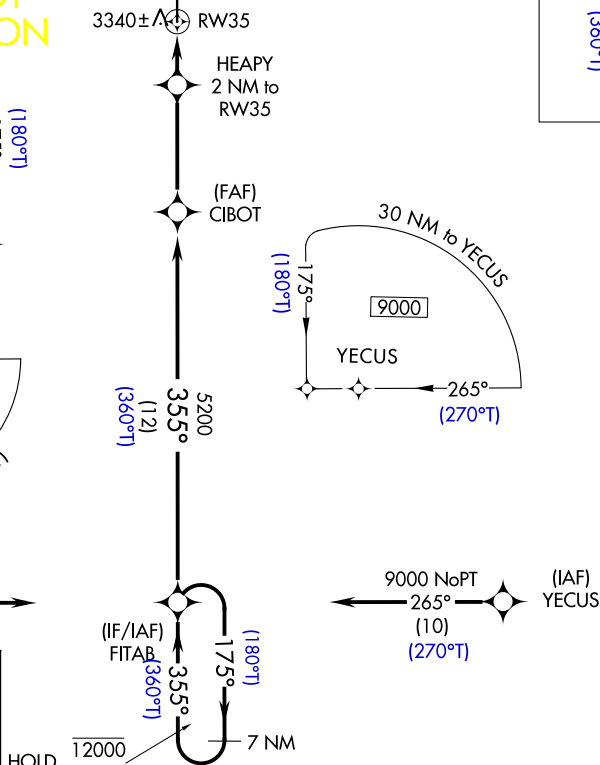 ON
3340± RW35
HEAPY
2 NM to
RW35
(180°T)
(360°)
(FAF)
CIBOT
30 NM to YECUS
175°
(180°T)
9000
YECUS
265°
(270°T)
5200
355°
(12)
(360°T)
9000 NoPT
265°
(10)
(270°T)
(IAF)
YECUS
(IF/IAF)
FITAB
355°
(360°T)
175°
(180°T)
7 NM
12000
HOLD